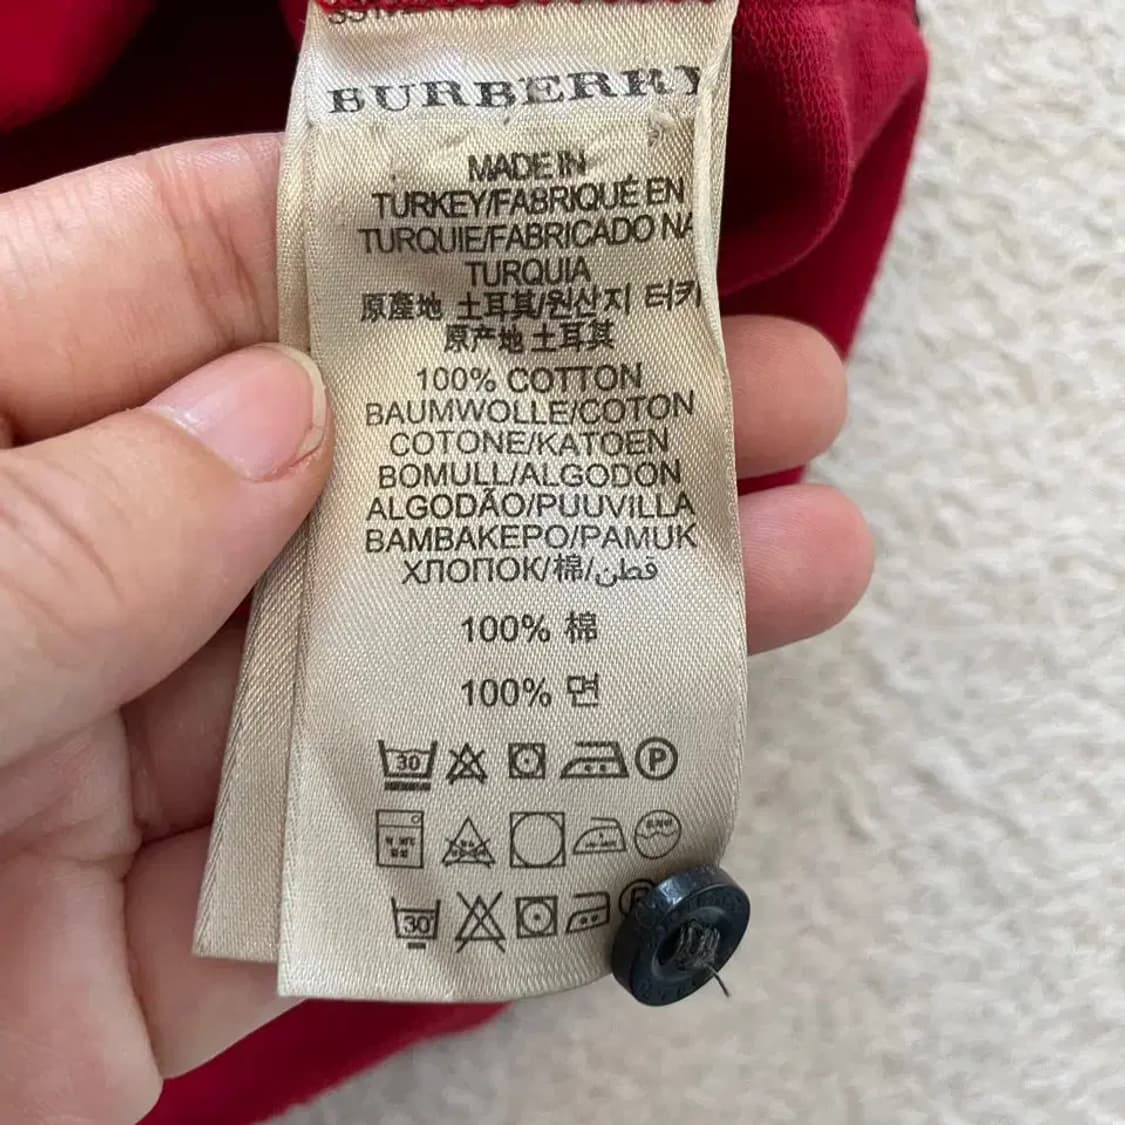 BURBERRY
MADE IN
TURKEY/FABRIQUÉ EN
TURQUIE/FABRICADO NA
TURQUIA
原產地 土耳其/원산지 터키
原产地 土耳其
100% COTTON
BAUMWOLLE/COTON
COTONE/KATOEN
BOMULL/ALGODON
ALGODÃO/PUUVILLA
BAMBAKEPO/PAMUK
ХЛОПОК/棉/قطن
100% 棉
100% 면
30 P
30